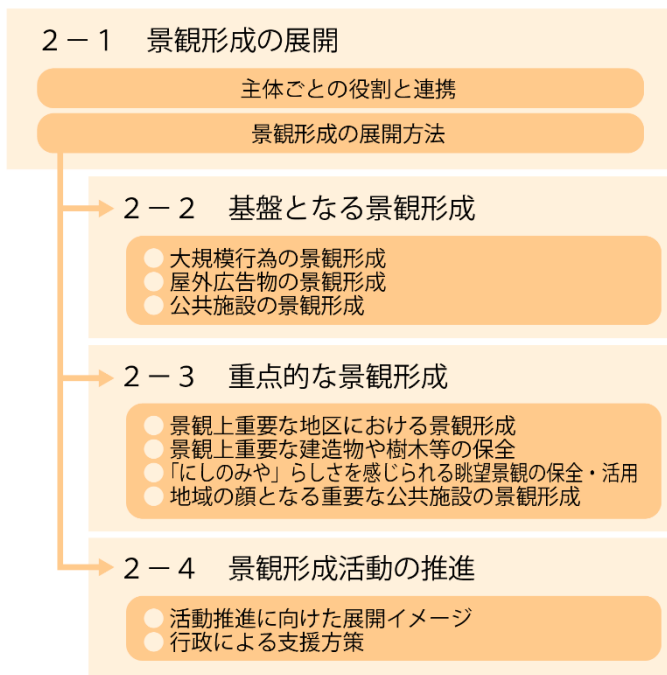 2－1 景観形成の展開
主体ごとの役割と連携
景観形成の展開方法
2－2 基盤となる景観形成
●大規模行為の景観形成
●屋外広告物の景観形成
●公共施設の景観形成
2－3 重点的な景観形成
●景観上重要な地区における景観形成
●景観上重要な建造物や樹木等の保全
●「にしのみや」らしさを感じられる眺望景観の保全・活用
●地域の顔となる重要な公共施設の景観形成
2－4 景観形成活動の推進
●活動推進に向けた展開イメージ
●行政による支援方策